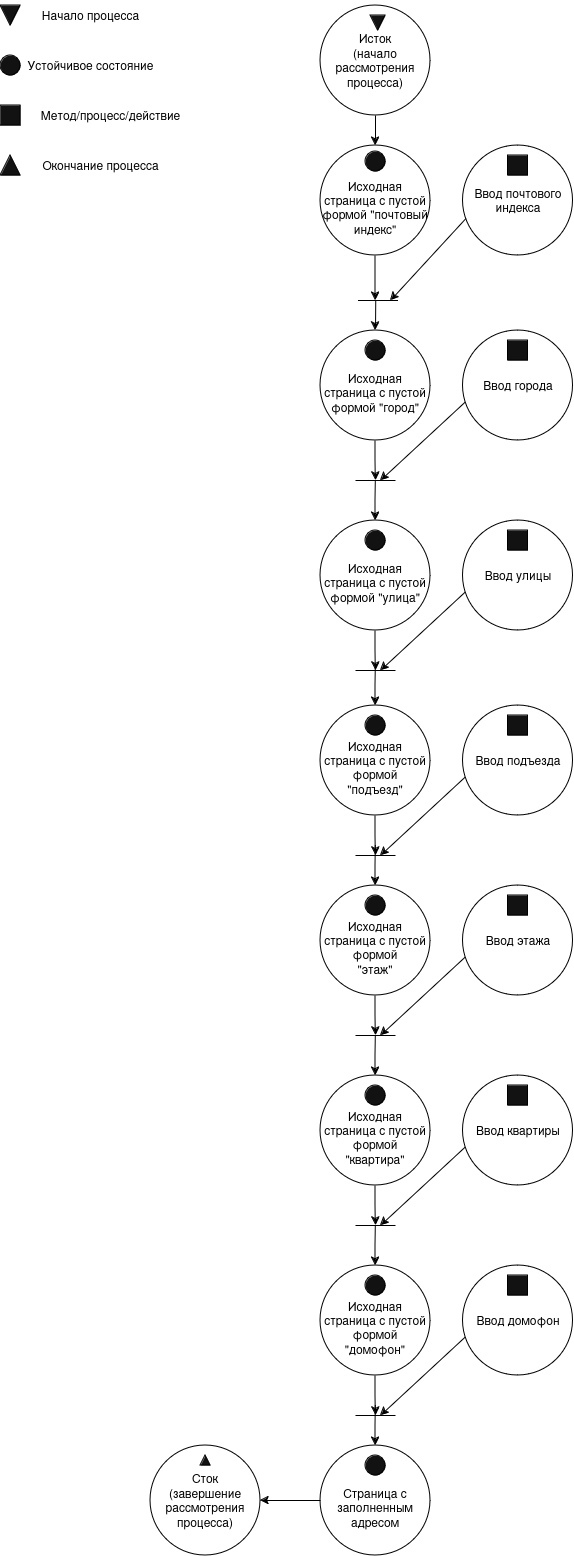 Начало процесса
Устойчивое состояние
Метод/процесс/действие
Окончание процесса
Исток
(начало
рассмотрения
процесса)
Исходная
страница с пустой
формой "почтовый
индекс"
Ввод почтового
индекса
Исходная
страница с пустой
формой "город"
Ввод города
Исходная
страница с пустой
формой "улица"
Ввод улицы
Исходная
страница с пустой
формой
"подъезд"
Ввод подъезда
Исходная
страница с пустой
формой
"этаж"
Ввод этажа
Исходная
страница с пустой
формой
"квартира"
Ввод квартиры
Исходная
страница с пустой
формой
"домофон"
Ввод домофон
Сток
(завершение
рассмотрения
процесса)
Страница с
заполненным
адресом